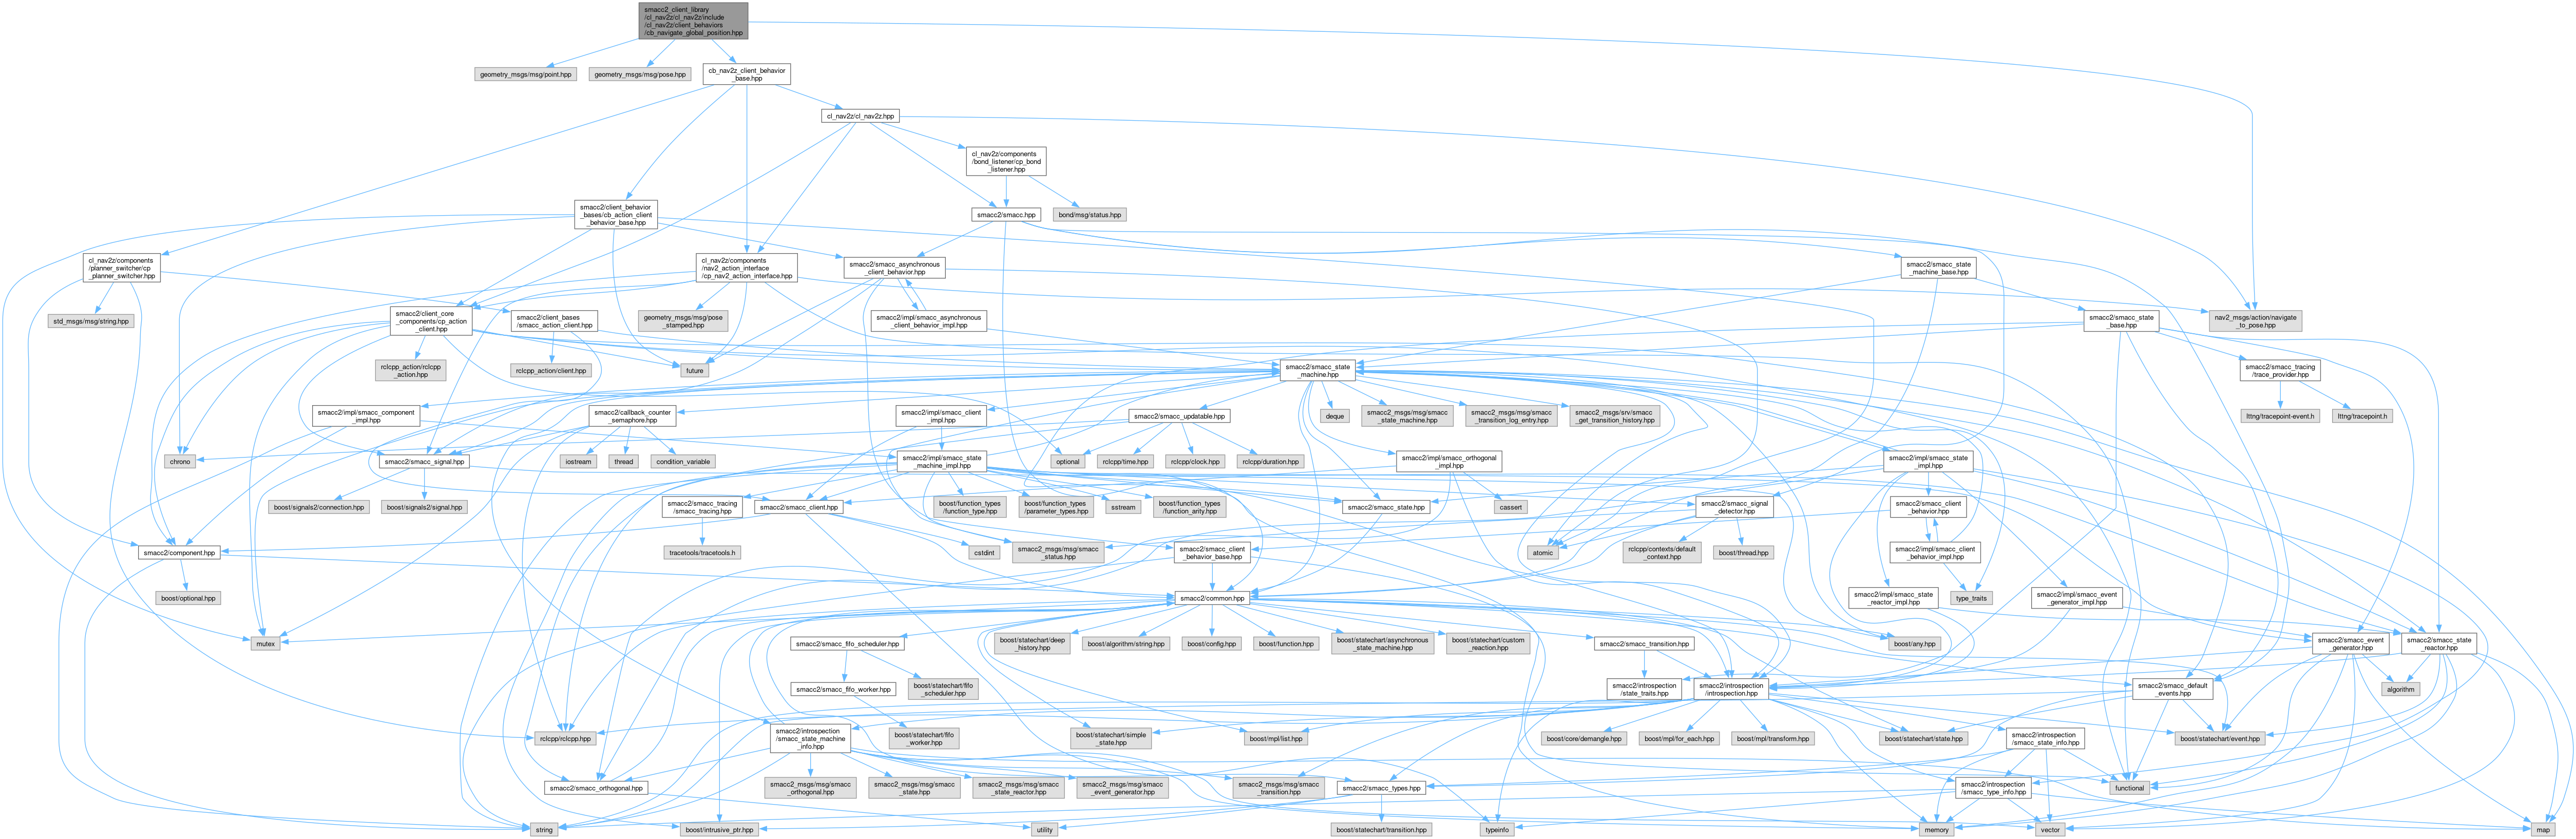 smacc2_client_library
/cl_nav2z/cl_nav2z/include
/cl_nav2z/client_behaviors
/cb_navigate_global_position.hpp
geometry_msgs/msg/point.hpp
geometry_msgs/msg/pose.hpp
cb_nav2z_client_behavior
_base.hpp
cl_nav2z/cl_nav2z.hpp
cl_nav2z/components
/bond_listener/cp_bond
_listener.hpp
smacc2/client_behavior
_bases/cb_action_client
_behavior_base.hpp
smacc2/smacc.hpp
bond/msg/status.hpp
cl_nav2z/components
/planner_switcher/cp
_planner_switcher.hpp
cl_nav2z/components
/nav2_action_interface
/cp_nav2_action_interface.hpp
smacc2/smacc_asynchronous
_client_behavior.hpp
smacc2/smacc_state
_machine_base.hpp
std_msgs/msg/string.hpp
smacc2/client_core
_components/cp_action
_client.hpp
smacc2/client_bases
/smacc_action_client.hpp
geometry_msgs/msg/pose
_stamped.hpp
smacc2/impl/smacc_asynchronous
_client_behavior_impl.hpp
smacc2/smacc_state
_base.hpp
nav2_msgs/action/navigate
_to_pose.hpp
rclcpp_action/rclcpp
_action.hpp
rclcpp_action/client.hpp
future
smacc2/smacc_state
_machine.hpp
smacc2/smacc_tracing
/trace_provider.hpp
smacc2/impl/smacc_component
_impl.hpp
smacc2/callback_counter
_semaphore.hpp
smacc2/impl/smacc_client
_impl.hpp
smacc2/smacc_updatable.hpp
deque
smacc2_msgs/msg/smacc
_state_machine.hpp
smacc2_msgs/msg/smacc
_transition_log_entry.hpp
smacc2_msgs/srv/smacc
_get_transition_history.hpp
lttng/tracepoint-event.h
lttng/tracepoint.h
chrono
smacc2/smacc_signal.hpp
iostream
thread
condition_variable
smacc2/impl/smacc_state
_machine_impl.hpp
optional
rclcpp/time.hpp
rclcpp/clock.hpp
rclcpp/duration.hpp
smacc2/impl/smacc_orthogonal
_impl.hpp
smacc2/impl/smacc_state
_impl.hpp
boost/signals2/connection.hpp
boost/signals2/signal.hpp
smacc2/smacc_tracing
/smacc_tracing.hpp
smacc2/smacc_client.hpp
boost/function_types
/function_type.hpp
boost/function_types
/parameter_types.hpp
sstream
boost/function_types
/function_arity.hpp
smacc2/smacc_state.hpp
cassert
smacc2/smacc_signal
_detector.hpp
smacc2/smacc_client
_behavior.hpp
smacc2/component.hpp
tracetools/tracetools.h
cstdint
smacc2_msgs/msg/smacc
_status.hpp
smacc2/smacc_client
_behavior_base.hpp
atomic
rclcpp/contexts/default
_context.hpp
boost/thread.hpp
smacc2/impl/smacc_client
_behavior_impl.hpp
boost/optional.hpp
smacc2/common.hpp
smacc2/impl/smacc_state
_reactor_impl.hpp
type_traits
smacc2/impl/smacc_event
_generator_impl.hpp
mutex
smacc2/smacc_fifo_scheduler.hpp
boost/statechart/deep
_history.hpp
boost/algorithm/string.hpp
boost/config.hpp
boost/function.hpp
boost/statechart/asynchronous
_state_machine.hpp
boost/statechart/custom
_reaction.hpp
smacc2/smacc_transition.hpp
boost/any.hpp
smacc2/smacc_event
_generator.hpp
smacc2/smacc_state
_reactor.hpp
smacc2/smacc_fifo_worker.hpp
boost/statechart/fifo
_scheduler.hpp
smacc2/introspection
/state_traits.hpp
smacc2/introspection
/introspection.hpp
smacc2/smacc_default
_events.hpp
algorithm
rclcpp/rclcpp.hpp
smacc2/introspection
/smacc_state_machine
_info.hpp
boost/statechart/fifo
_worker.hpp
boost/statechart/simple
_state.hpp
boost/mpl/list.hpp
boost/core/demangle.hpp
boost/mpl/for_each.hpp
boost/mpl/transform.hpp
boost/statechart/state.hpp
smacc2/introspection
/smacc_state_info.hpp
boost/statechart/event.hpp
smacc2/smacc_orthogonal.hpp
smacc2_msgs/msg/smacc
_orthogonal.hpp
smacc2_msgs/msg/smacc
_state.hpp
smacc2_msgs/msg/smacc
_state_reactor.hpp
smacc2_msgs/msg/smacc
_event_generator.hpp
smacc2_msgs/msg/smacc
_transition.hpp
smacc2/smacc_types.hpp
smacc2/introspection
/smacc_type_info.hpp
functional
string
boost/intrusive_ptr.hpp
utility
boost/statechart/transition.hpp
typeinfo
memory
vector
map